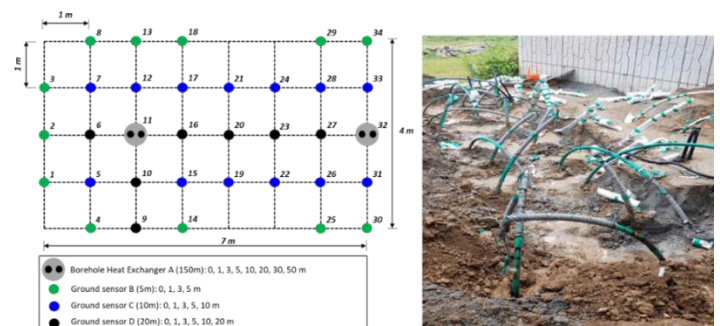 1 m
8 13 18 29 34
1 m
3 7 12 17 21 24 28 33
2 6 11 16 20 23 27 32
4 m
1 5 10 15 19 22 26 31
4 9 14 25 30
7 m
Borehole Heat Exchanger A (150m): 0, 1, 3, 5, 10, 20, 30, 50 m
Ground sensor B (5m): 0, 1, 3, 5 m
Ground sensor C (10m): 0, 1, 3, 5, 10 m
Ground sensor D (20m): 0, 1, 3, 5, 10, 20 m